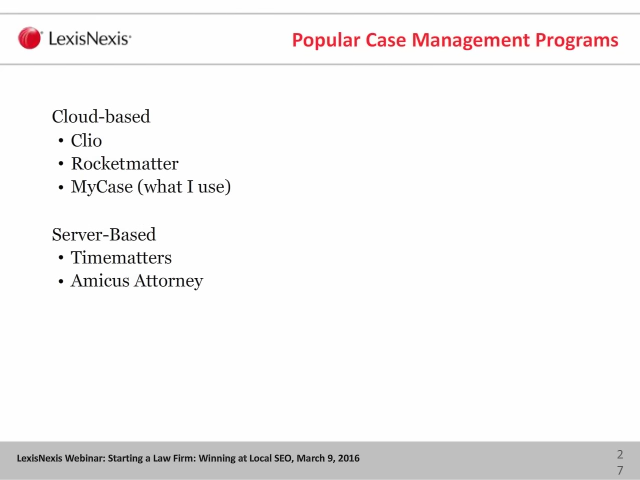 LexisNexis®
Popular Case Management Programs
Cloud-based
• Clio
• Rocketmatter
• MyCase (what I use)
Server-Based
• Timematters
• Amicus Attorney
LexisNexis Webinar: Starting a Law Firm: Winning at Local SEO, March 9, 2016
2
7